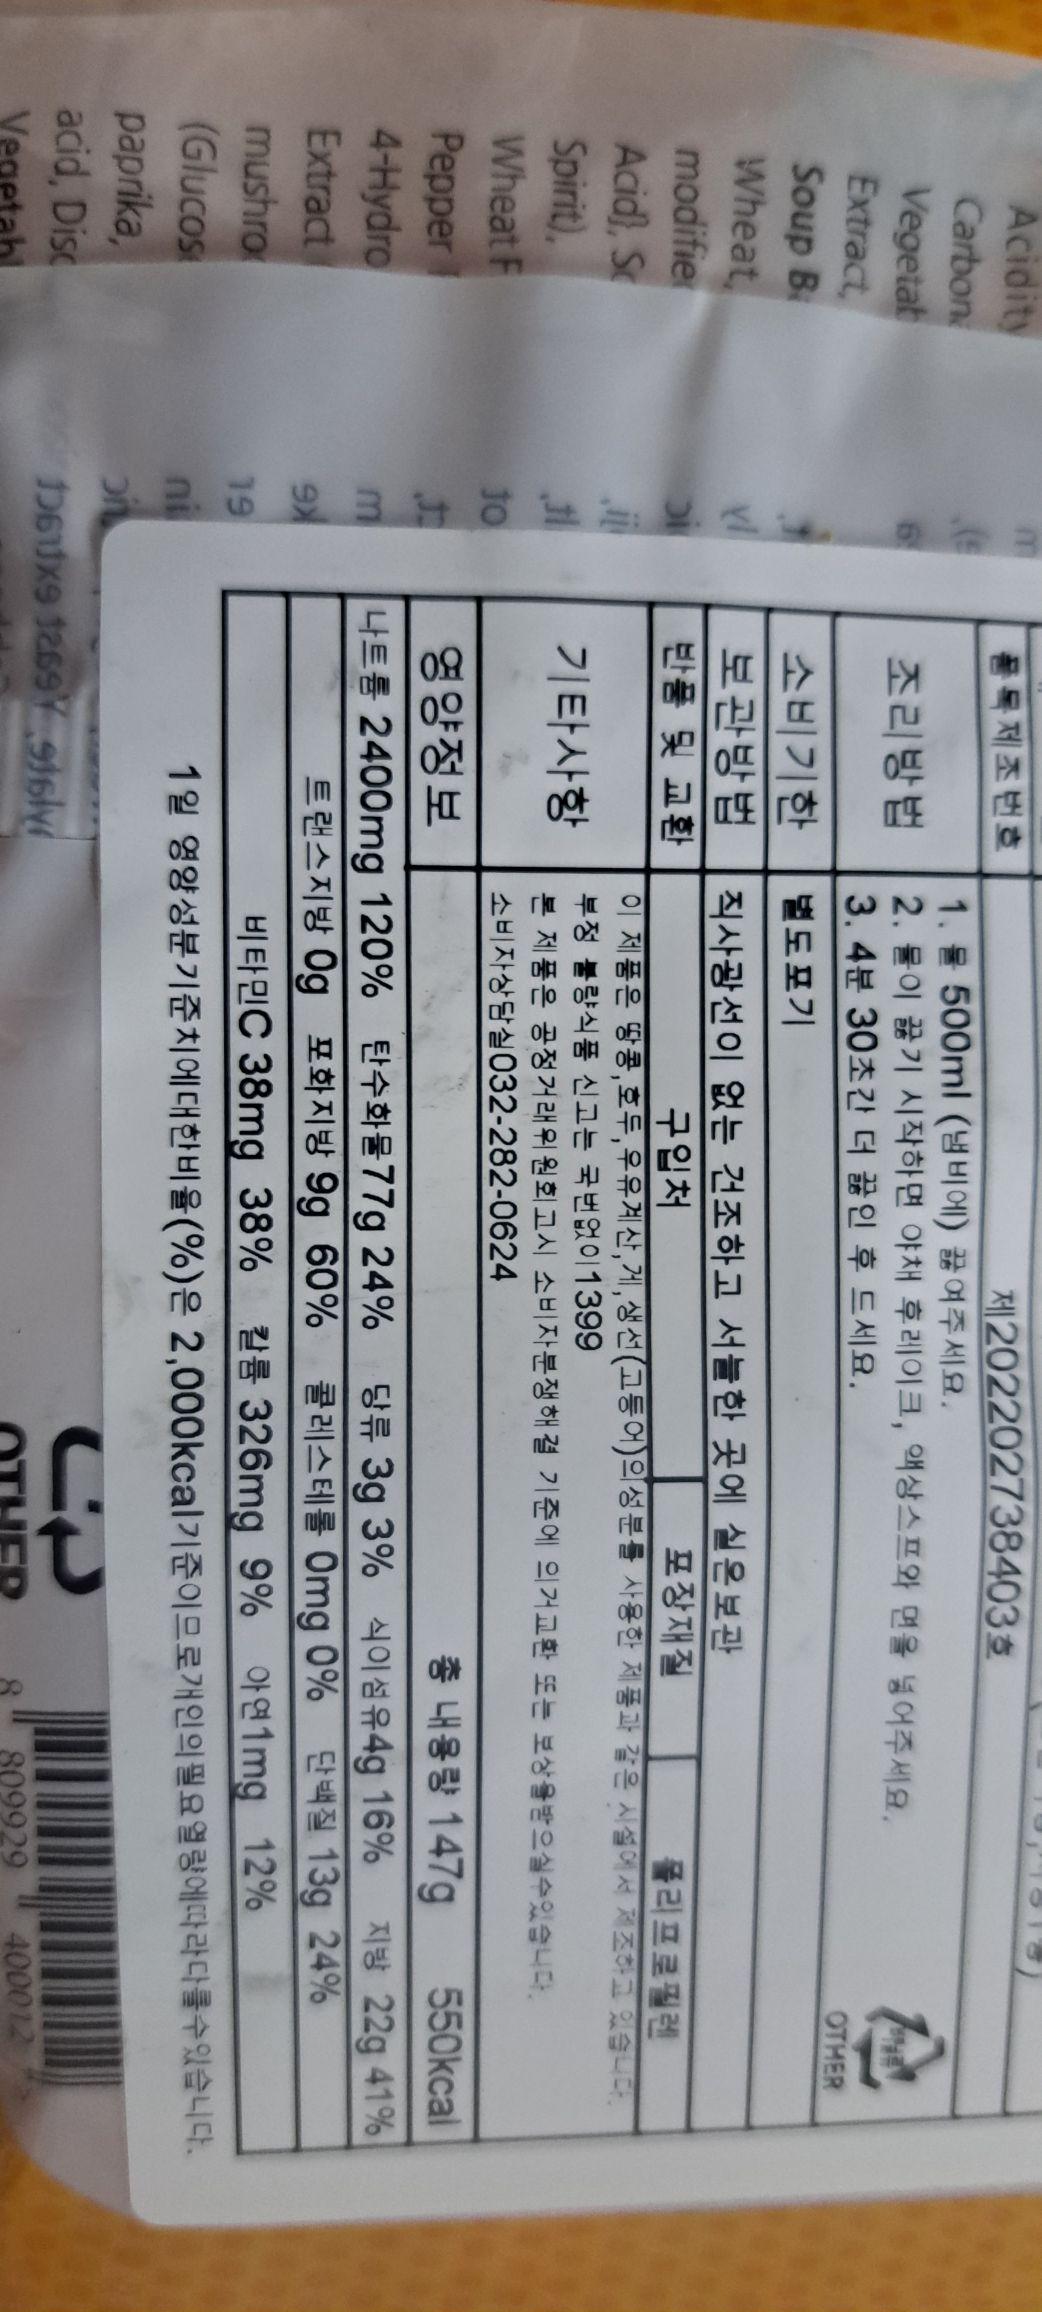 품목제조번호
제202202738403호
조리방법
1. 물 500ml (냄비에) 끓여주세요.
2. 물이 끓기 시작하면 야채 후레이크, 액상스프와 면을 넣어주세요.
3. 4분 30초간 더 끓인 후 드세요.
비닐류
OTHER
소비기한
별도포기
보관방법
직사광선이 없는 건조하고 서늘한 곳에 실온보관
반품 및 교환
구입처
포장재질
폴리프로필렌
기타사항
이 제품은 땅콩,호두,우유계산,게,생선(고등어)의성분를 사용한 제품과 같은 시설에서 제조하고 있습니다.
부정 불량식품 신고는 국번없이1399
본 제품은 공정거래위원회고시 소비자분쟁해결 기준에 의거교환 또는 보상을받으실수있습니다.
소비자상담실032-282-0624
영양정보
총 내용량 147g 550kcal
나트륨 2400mg 120% 탄수화물77g 24% 당류 3g 3% 식이섬유4g 16% 지방 22g 41%
트랜스지방 0g 포화지방 9g 60% 콜레스테롤 0mg 0% 단백질 13g 24%
비타민C 38mg 38% 칼륨 326mg 9% 아연1mg 12%
1일 영양성분기준치에대한비율(%)은 2,000kcal기준이므로개인의필요열량에따라다를수있습니다.
Acidity
Carbon
Vegetab
Extract,
Soup B
Wheat,
modifie
Acid), So
Spirit),
Wheat F
Pepper
4-Hydro
Extract
mushro
(Glucos
paprika,
acid, Diso
Vegetab
OTHER
8 809929 400012